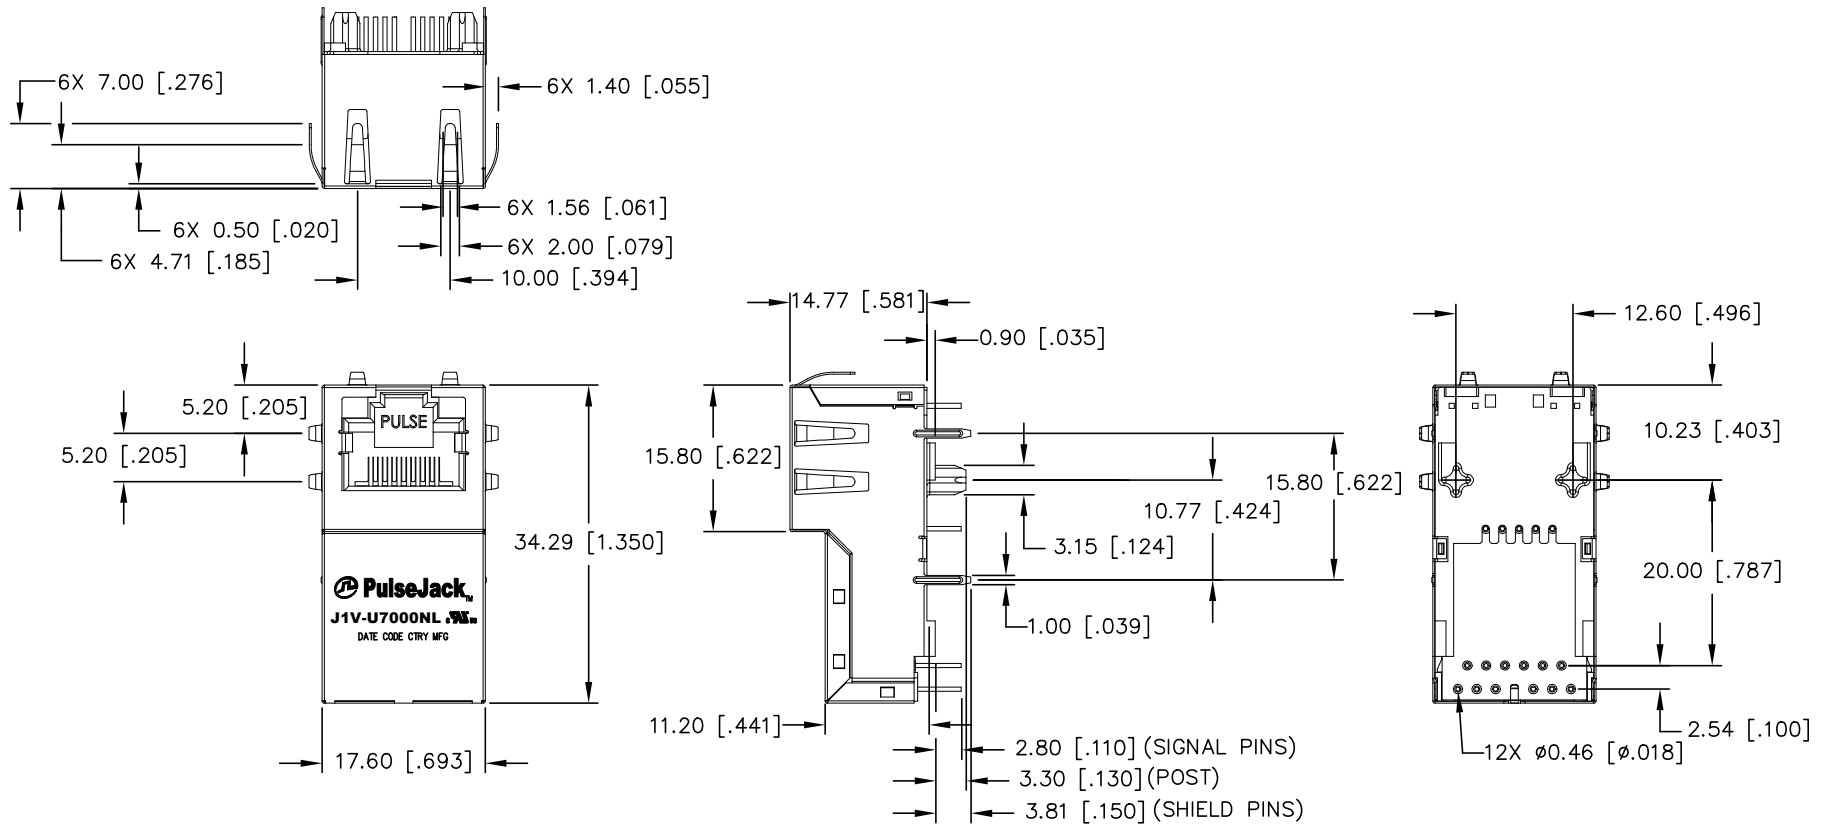 6X 7.00 [.276]
6X 1.40 [.055]
6X 1.56 [.061]
6X 0.50 [.020]
6X 2.00 [.079]
6X 4.71 [.185]
10.00 [.394]
14.77 [.581]
12.60 [.496]
0.90 [.035]
5.20 [.205]
PULSE
10.23 [.403]
5.20 [.205]
15.80 [.622]
15.80 [.622]
10.77 [.424]
34.29 [1.350]
3.15 [.124]
20.00 [.787]
PulseJack™
J1V-U7000NL
DATE CODE CTRY MFG
1.00 [.039]
11.20 [.441]
2.54 [.100]
2.80 [.110] (SIGNAL PINS)
12X ø0.46 [ø.018]
17.60 [.693]
3.30 [.130] (POST)
3.81 [.150] (SHIELD PINS)